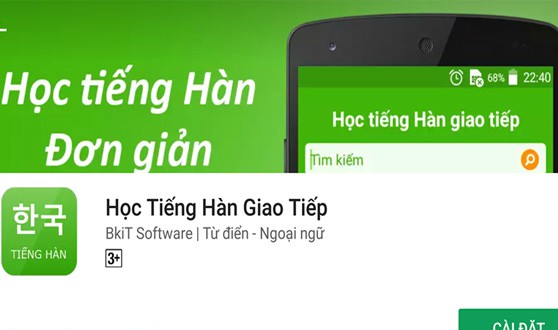 Học tiếng Hàn
Đơn giản
68% 22:40
Học tiếng Hàn giao tiếp
Tìm kiếm
한국
TIẾNG HÀN
Học Tiếng Hàn Giao Tiếp
BkiT Software | Từ điển - Ngoại ngữ
3+
CÀI ĐẶT